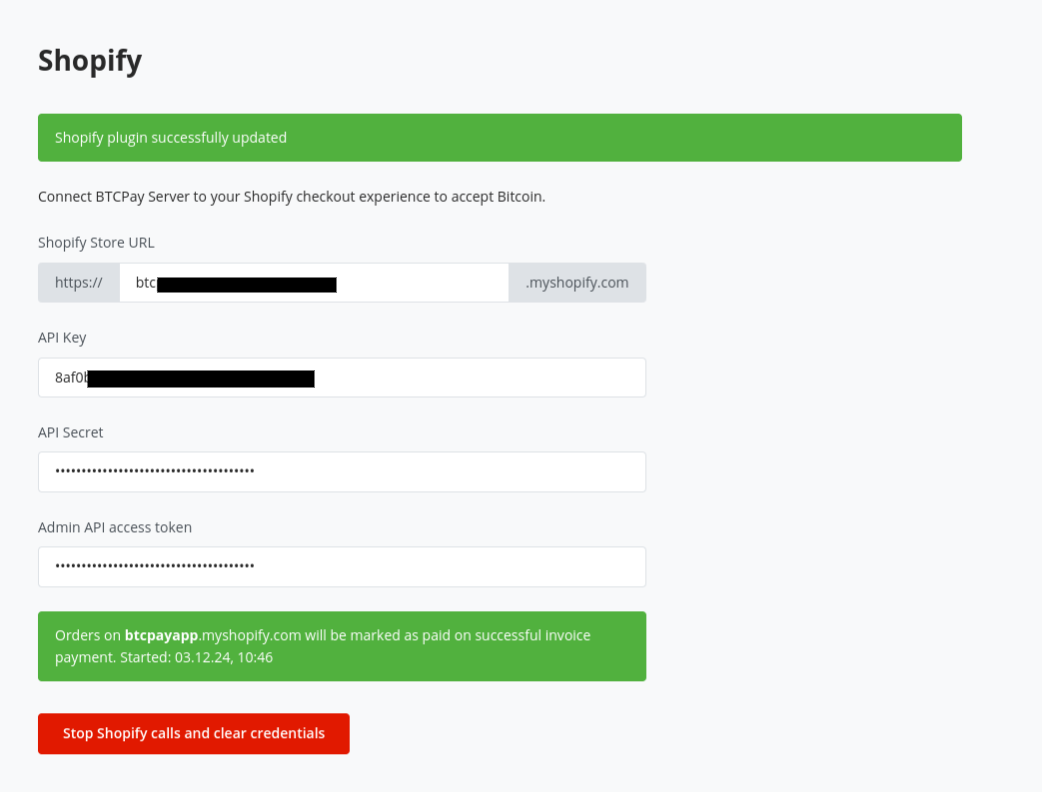 Shopify
Shopify plugin successfully updated
Connect BTCPay Server to your Shopify checkout experience to accept Bitcoin.
Shopify Store URL
https:// btc .myshopify.com
API Key
8af0
API Secret
••••••••••••••••••••••••••••••••••••••
Admin API access token
••••••••••••••••••••••••••••••••••••••
Orders on btcpayapp.myshopify.com will be marked as paid on successful invoice
payment. Started: 03.12.24, 10:46
Stop Shopify calls and clear credentials